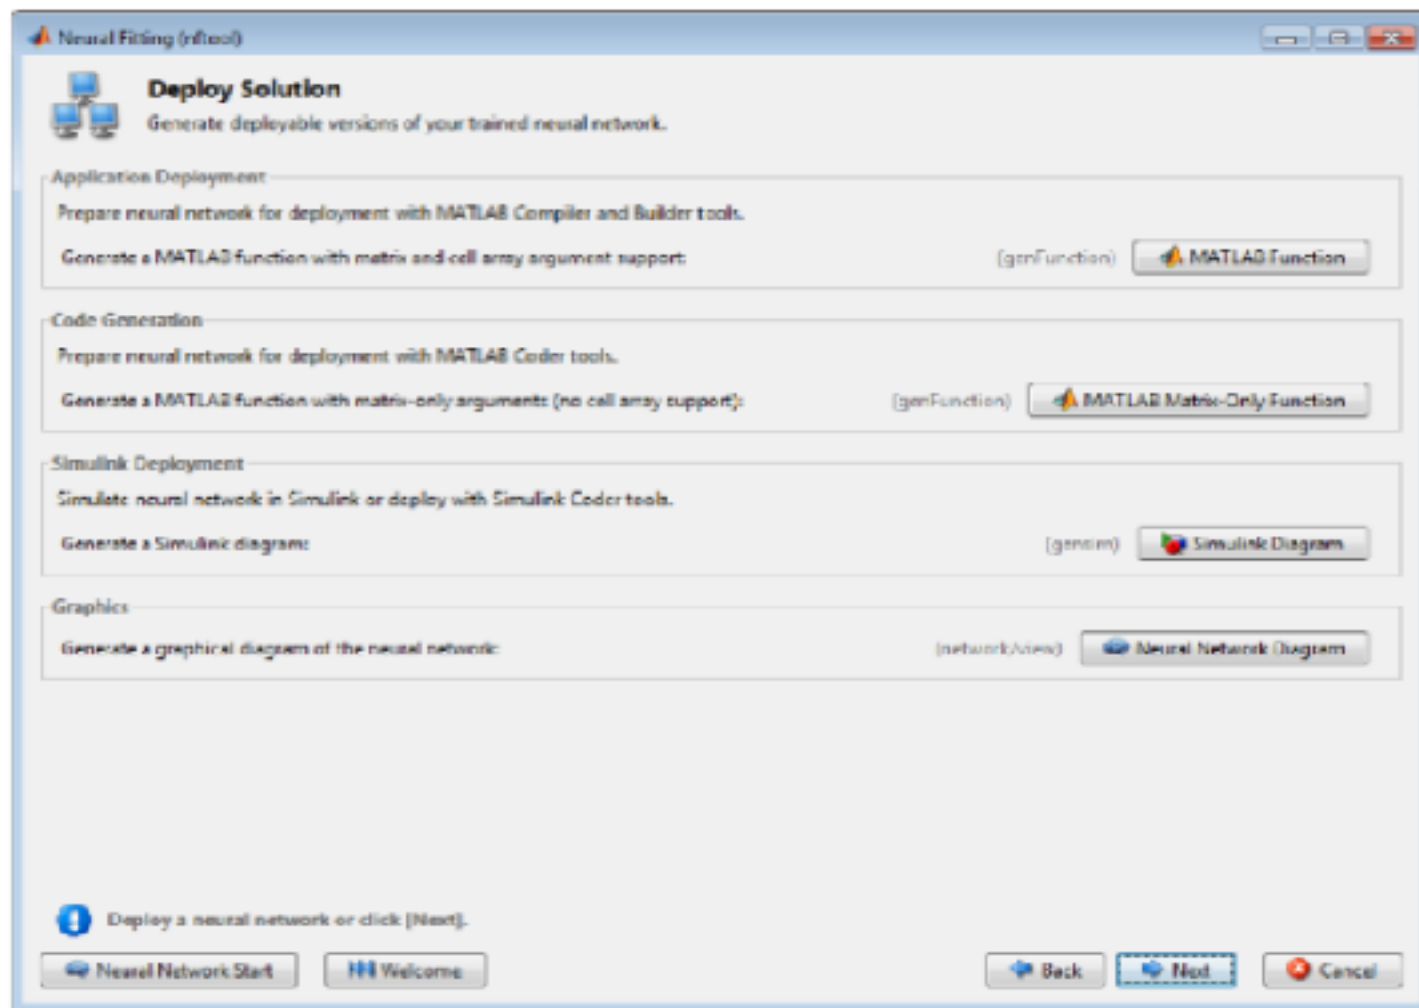 Neural Fitting (nftool)
Deploy Solution
Generate deployable versions of your trained neural network.
Application Deployment
Prepare neural network for deployment with MATLAB Compiler and Builder tools.
Generate a MATLAB function with matrix and cell array argument support:
(genFunction)
MATLAB Function
Code Generation
Prepare neural network for deployment with MATLAB Coder tools.
Generate a MATLAB function with matrix-only arguments (no cell array support):
(genFunction)
MATLAB Matrix-Only Function
Simulink Deployment
Simulate neural network in Simulink or deploy with Simulink Coder tools.
Generate a Simulink diagram:
(gensim)
Simulink Diagram
Graphics
Generate a graphical diagram of the neural network:
(network/view)
Neural Network Diagram
Deploy a neural network or click [Next].
Neural Network Start
Welcome
Back
Next
Cancel